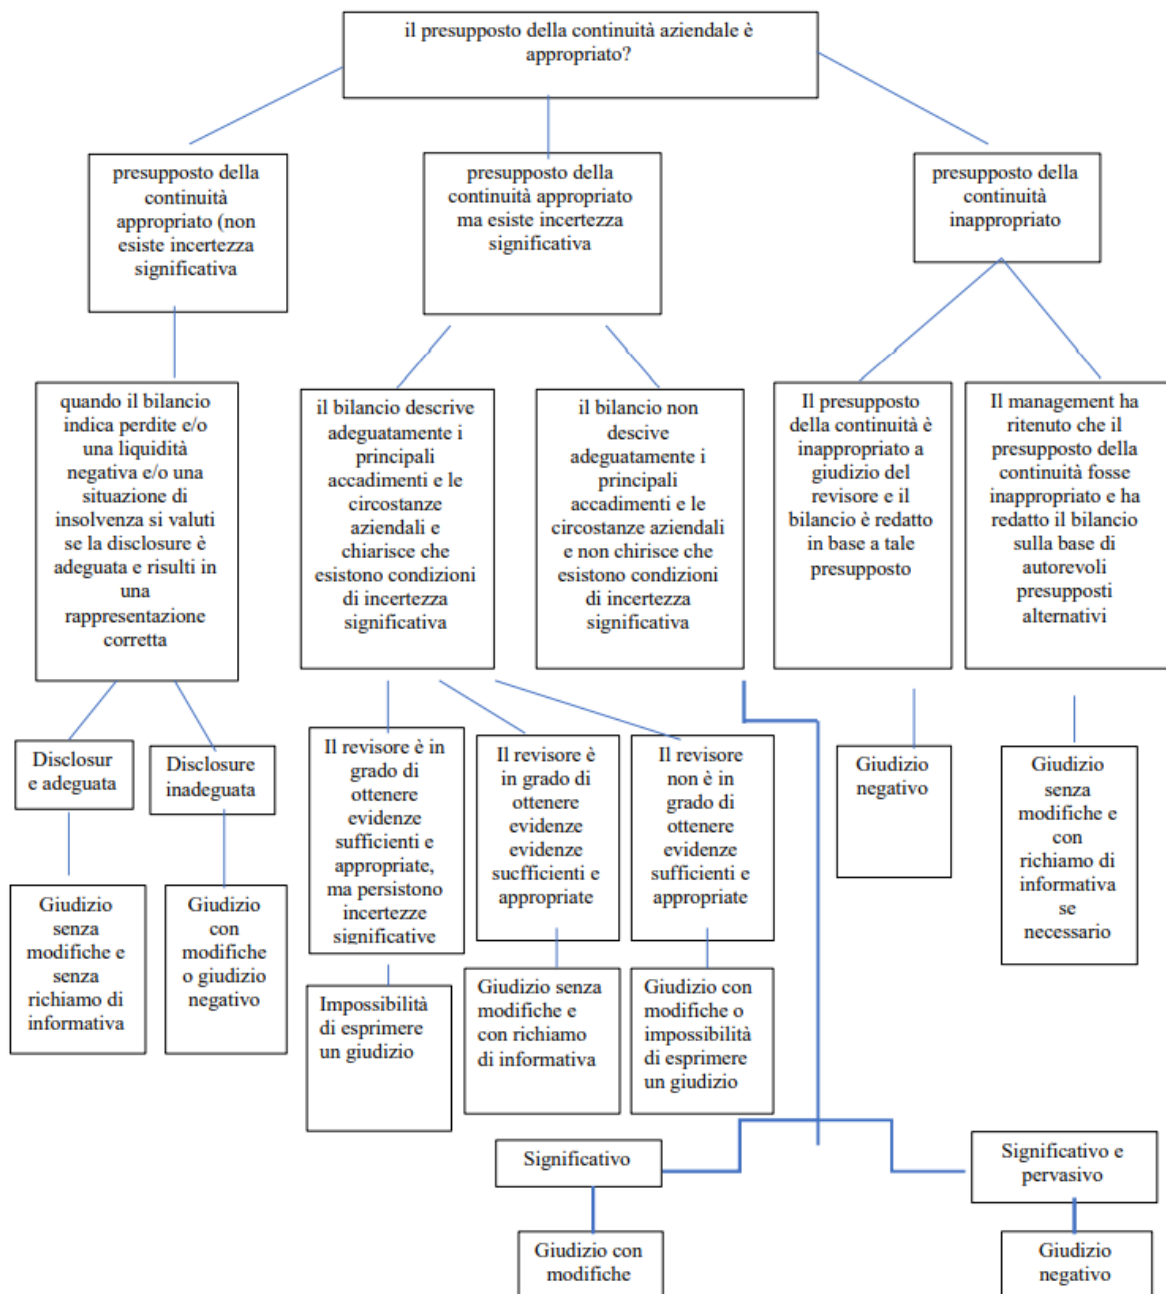 il presupposto della continuità aziendale è
appropriato?
presupposto della
continuità
appropriato (non
esiste incertezza
significativa
presupposto della
continuità appropriato
ma esiste incertezza
significativa
presupposto della
continuità
inappropriato
quando il bilancio
indica perdite e/o
una liquidità
negativa e/o una
situazione di
insolvenza si valuti
se la disclosure è
adeguata e risulti in
una
rappresentazione
corretta
il bilancio descrive
adeguatamente i
principali
accadimenti e le
circostanze
aziendali e
chiarisce che
esistono condizioni
di incertezza
significativa
il bilancio non
descive
adeguatamente i
principali
accadimenti e le
circostanze aziendali
e non chirisce che
esistono condizioni
di incertezza
significativa
Il presupposto
della continuità è
inappropriato a
giudizio del
revisore e il
bilancio è redatto
in base a tale
presupposto
Il management ha
ritenuto che il
presupposto della
continuità fosse
inappropriato e ha
redatto il bilancio
sulla base di
autorevoli
presupposti
alternativi
Disclosur
e adeguata
Disclosure
inadeguata
Il revisore è in
grado di
ottenere
evidenze
sufficienti e
appropriate,
ma persistono
incertezze
significative
Il revisore è
in grado di
ottenere
evidenze
evidenze
sucfficienti e
appropriate
Il revisore
non è in
grado di
ottenere
evidenze
sufficienti e
appropriate
Giudizio
negativo
Giudizio
senza
modifiche e
con
richiamo di
informativa
se
necessario
Giudizio
senza
modifiche e
senza
richiamo di
informativa
Giudizio
con
modifiche
o giudizio
negativo
Impossibilità
di esprimere
un giudizio
Giudizio senza
modifiche e
con richiamo
di informativa
Giudizio con
modifiche o
impossibilità
di esprimere
un giudizio
Significativo
Significativo e
pervasivo
Giudizio con
modifiche
Giudizio
negativo